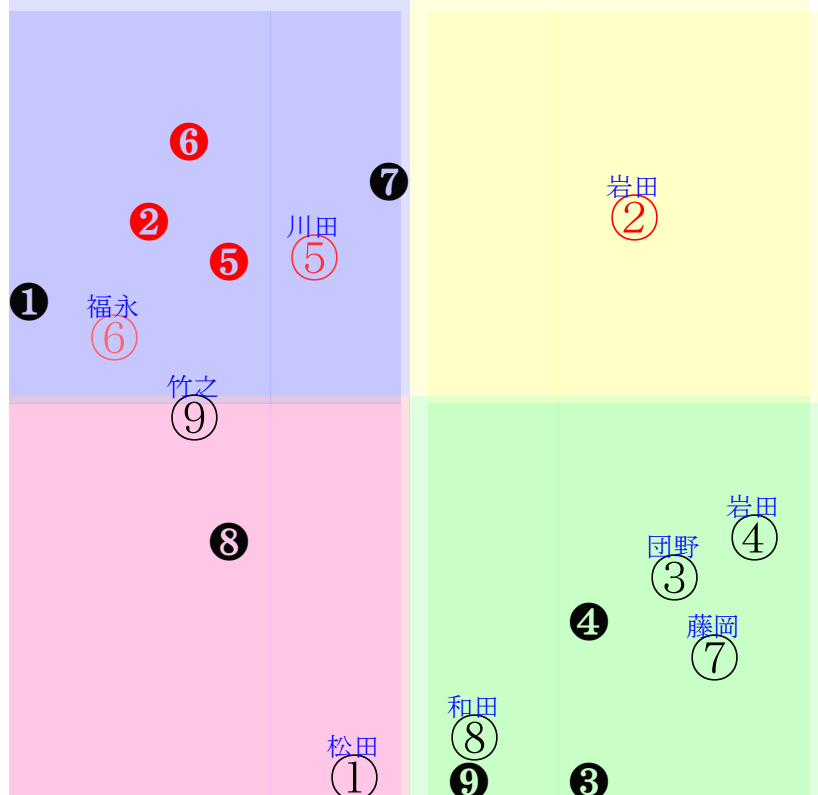 ❻
❼
岩田
②
❷
川田
❺
⑤
❶
福永
⑥
竹之
⑨
岩田
④
❽
団野
③
❹
藤岡
⑦
和田
⑧
松田
①
❾
❸